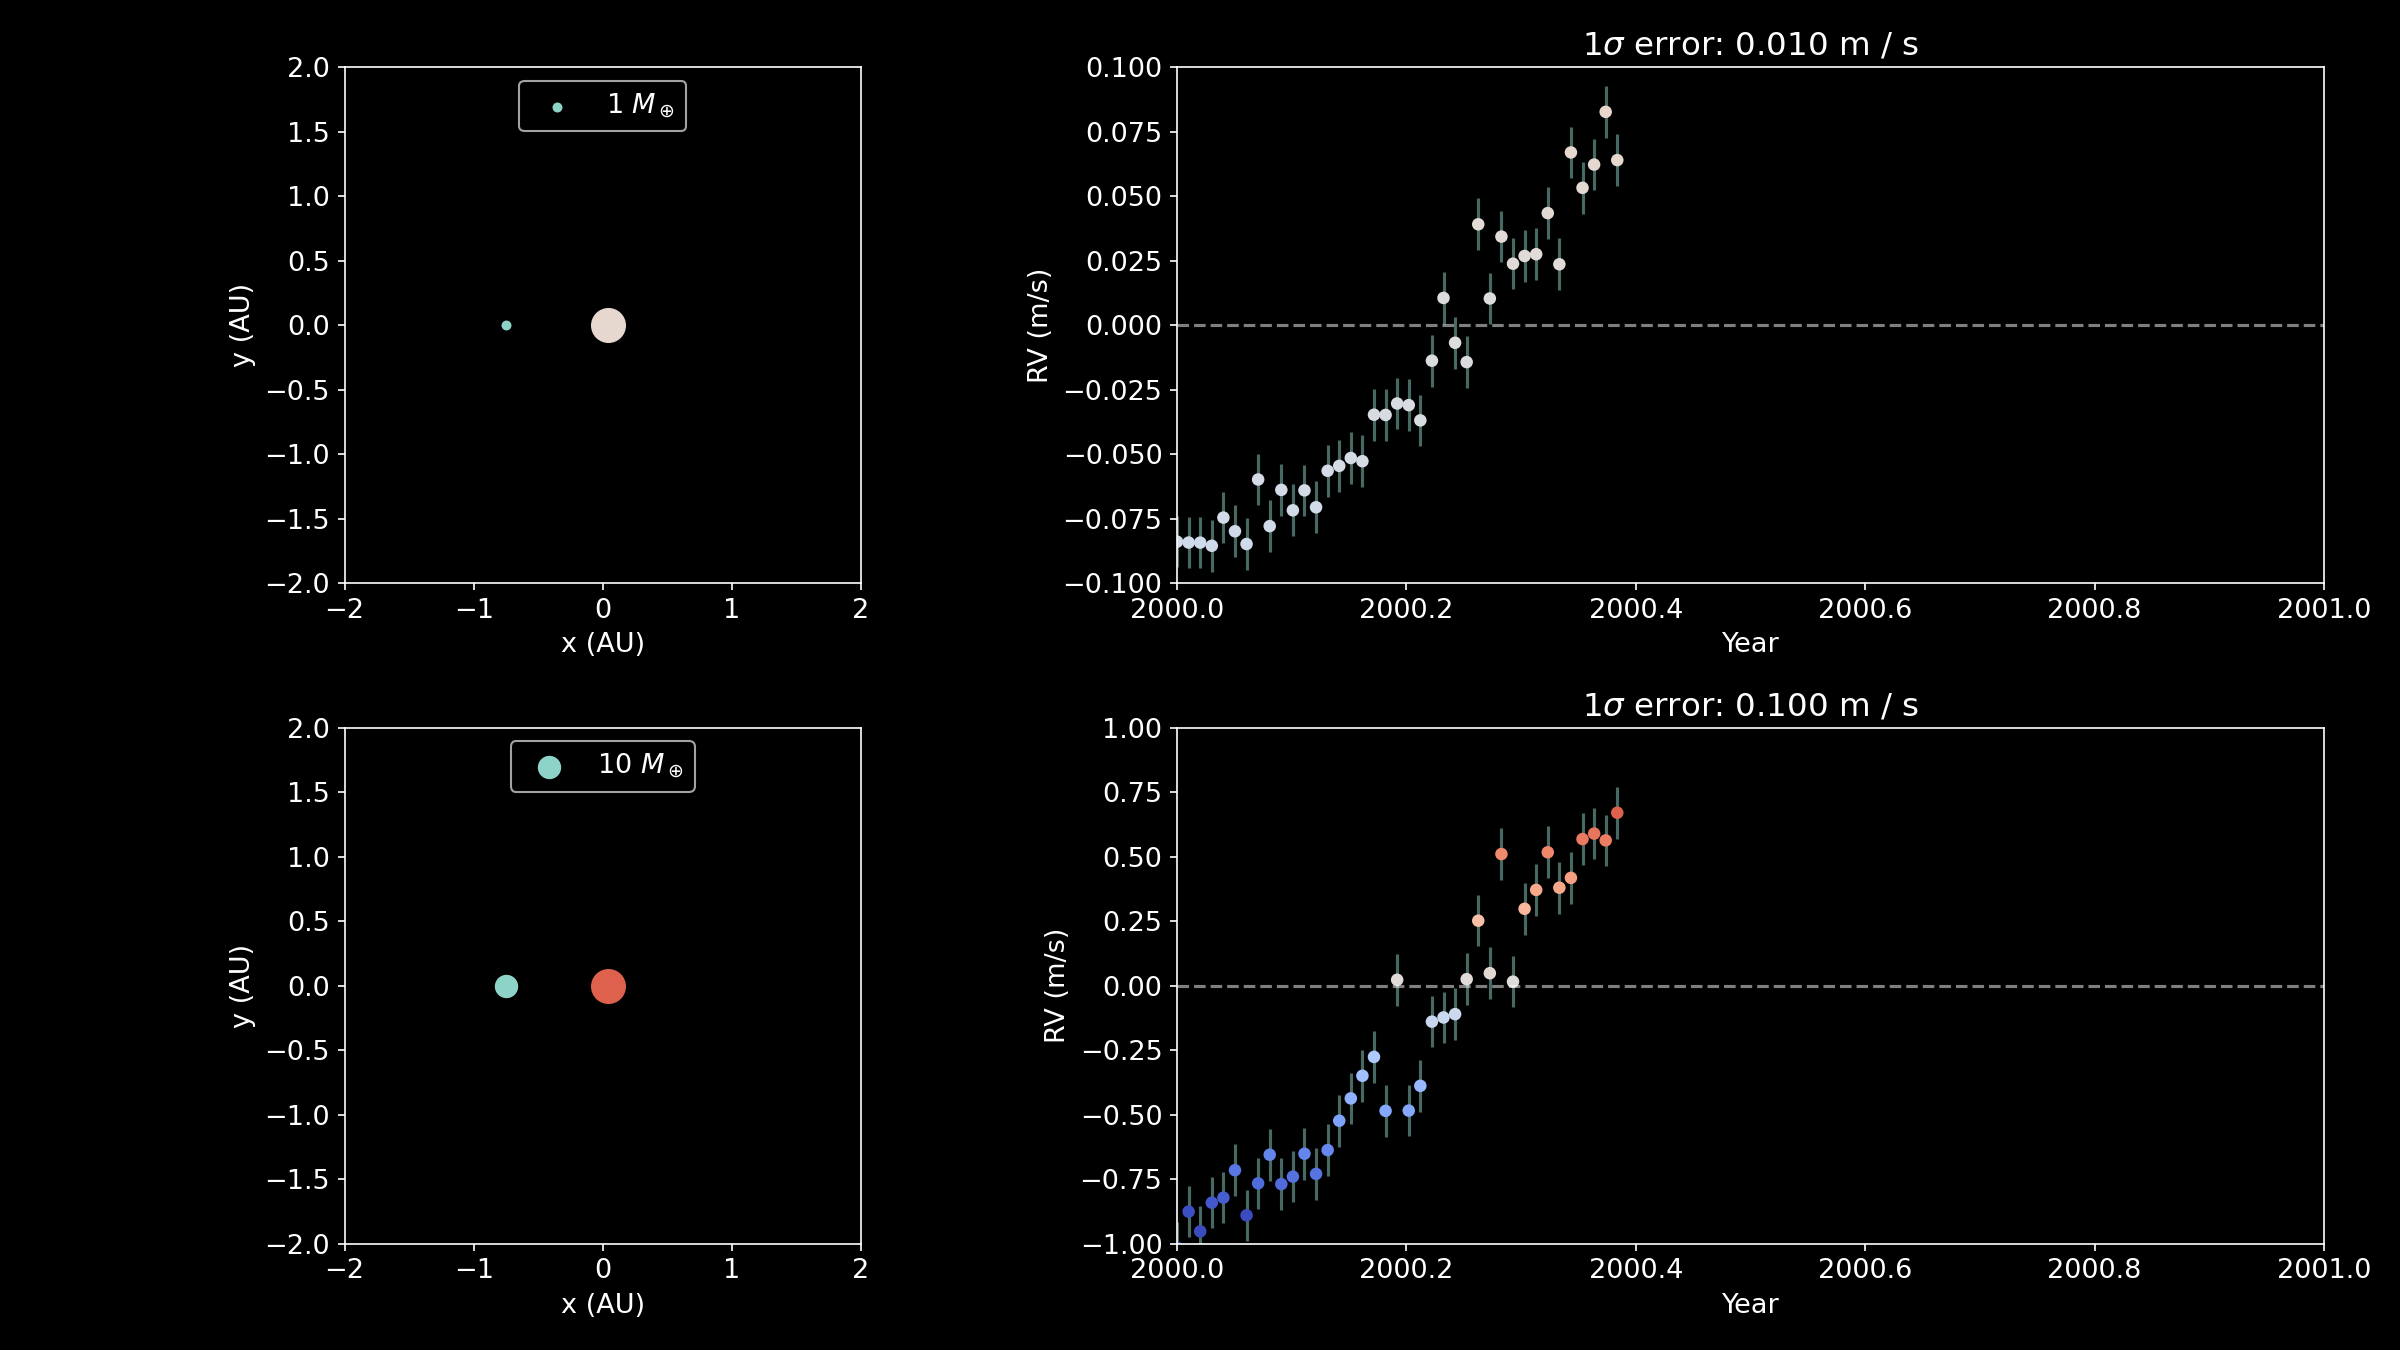 1 M⊕
2.0
1.5
1.0
0.5
0.0
−0.5
−1.0
−1.5
−2.0
y (AU)
−2 −1 0 1 2
x (AU)
1σ error: 0.010 m / s
0.100
0.075
0.050
0.025
0.000
−0.025
−0.050
−0.075
−0.100
RV (m/s)
2000.0 2000.2 2000.4 2000.6 2000.8 2001.0
Year
10 M⊕
2.0
1.5
1.0
0.5
0.0
−0.5
−1.0
−1.5
−2.0
y (AU)
−2 −1 0 1 2
x (AU)
1σ error: 0.100 m / s
1.00
0.75
0.50
0.25
0.00
−0.25
−0.50
−0.75
−1.00
RV (m/s)
2000.0 2000.2 2000.4 2000.6 2000.8 2001.0
Year